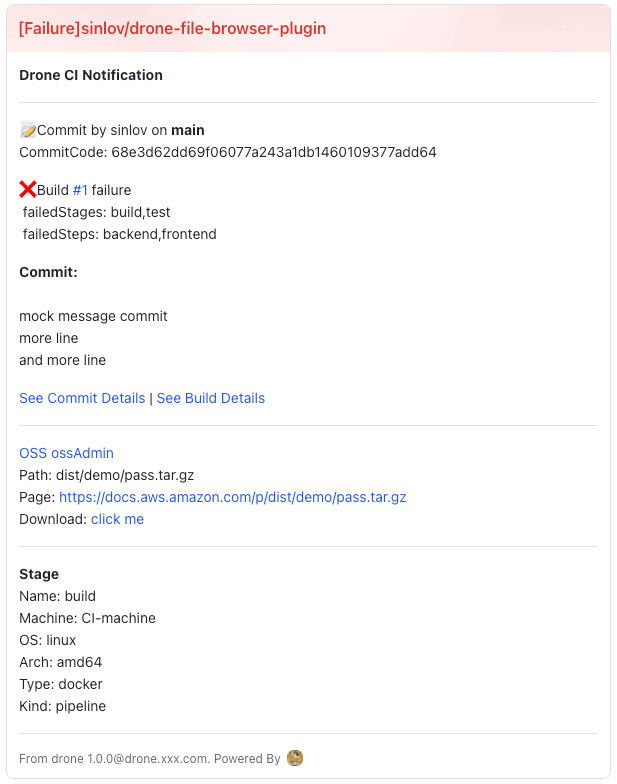 [Failure]sinlov/drone-file-browser-plugin
Drone CI Notification
📝Commit by sinlov on main
CommitCode: 68e3d62dd69f06077a243a1db1460109377add64
❌Build #1 failure
failedStages: build,test
failedSteps: backend,frontend
Commit:
mock message commit
more line
and more line
See Commit Details | See Build Details
OSS ossAdmin
Path: dist/demo/pass.tar.gz
Page: https://docs.aws.amazon.com/p/dist/demo/pass.tar.gz
Download: click me
Stage
Name: build
Machine: CI-machine
OS: linux
Arch: amd64
Type: docker
Kind: pipeline
From drone 1.0.0@drone.xxx.com. Powered By